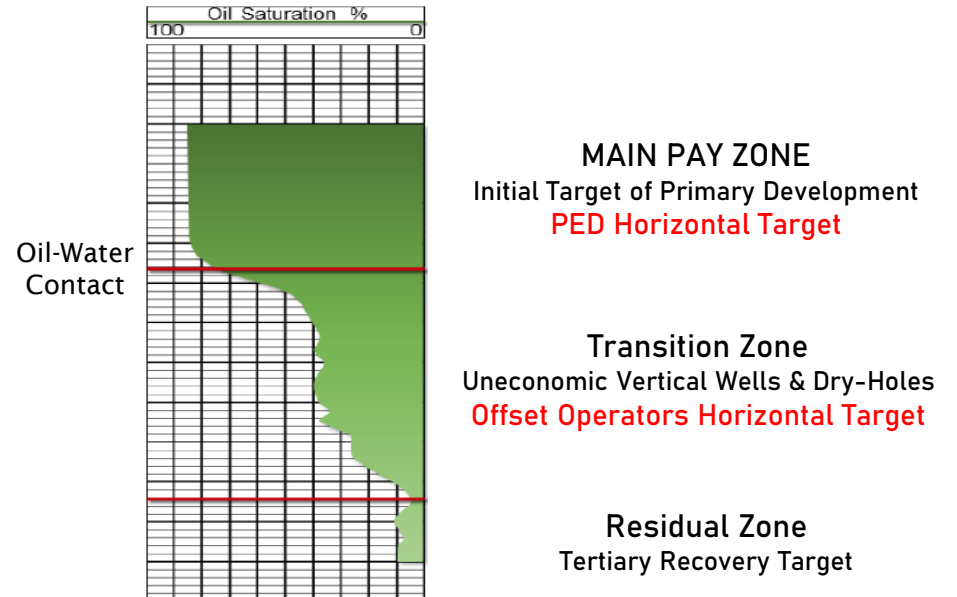 Oil Saturation %
100 0
MAIN PAY ZONE
Initial Target of Primary Development
PED Horizontal Target
Oil-Water
Contact
Transition Zone
Uneconomic Vertical Wells & Dry-Holes
Offset Operators Horizontal Target
Residual Zone
Tertiary Recovery Target